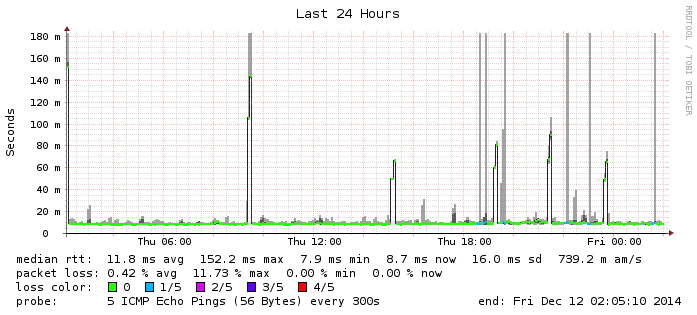 Last 24 Hours
RRDTOOL / TOBI OETIKER
Seconds
180 m
160 m
140 m
120 m
100 m
80 m
60 m
40 m
20 m
0
Thu 06:00 Thu 12:00 Thu 18:00 Fri 00:00
median rtt: 11.8 ms avg 152.2 ms max 7.9 ms min 8.7 ms now 16.0 ms sd 739.2 m am/s
packet loss: 0.42 % avg 11.73 % max 0.00 % min 0.00 % now
loss color: 0 1/5 2/5 3/5 4/5
probe: 5 ICMP Echo Pings (56 Bytes) every 300s end: Fri Dec 12 02:05:10 2014